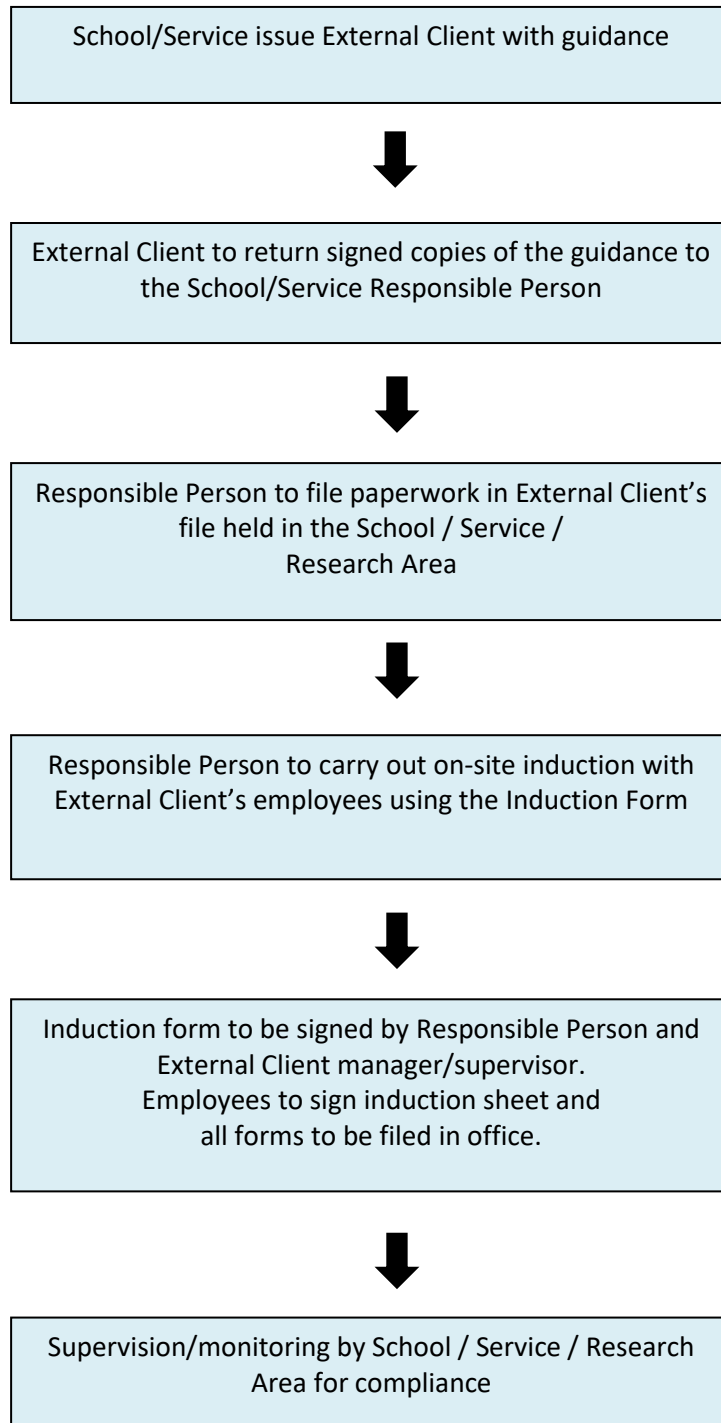 School/Service issue External Client with guidance
External Client to return signed copies of the guidance to
the School/Service Responsible Person
Responsible Person to file paperwork in External Client’s
file held in the School / Service /
Research Area
Responsible Person to carry out on-site induction with
External Client’s employees using the Induction Form
Induction form to be signed by Responsible Person and
External Client manager/supervisor.
Employees to sign induction sheet and
all forms to be filed in office.
Supervision/monitoring by School / Service / Research
Area for compliance